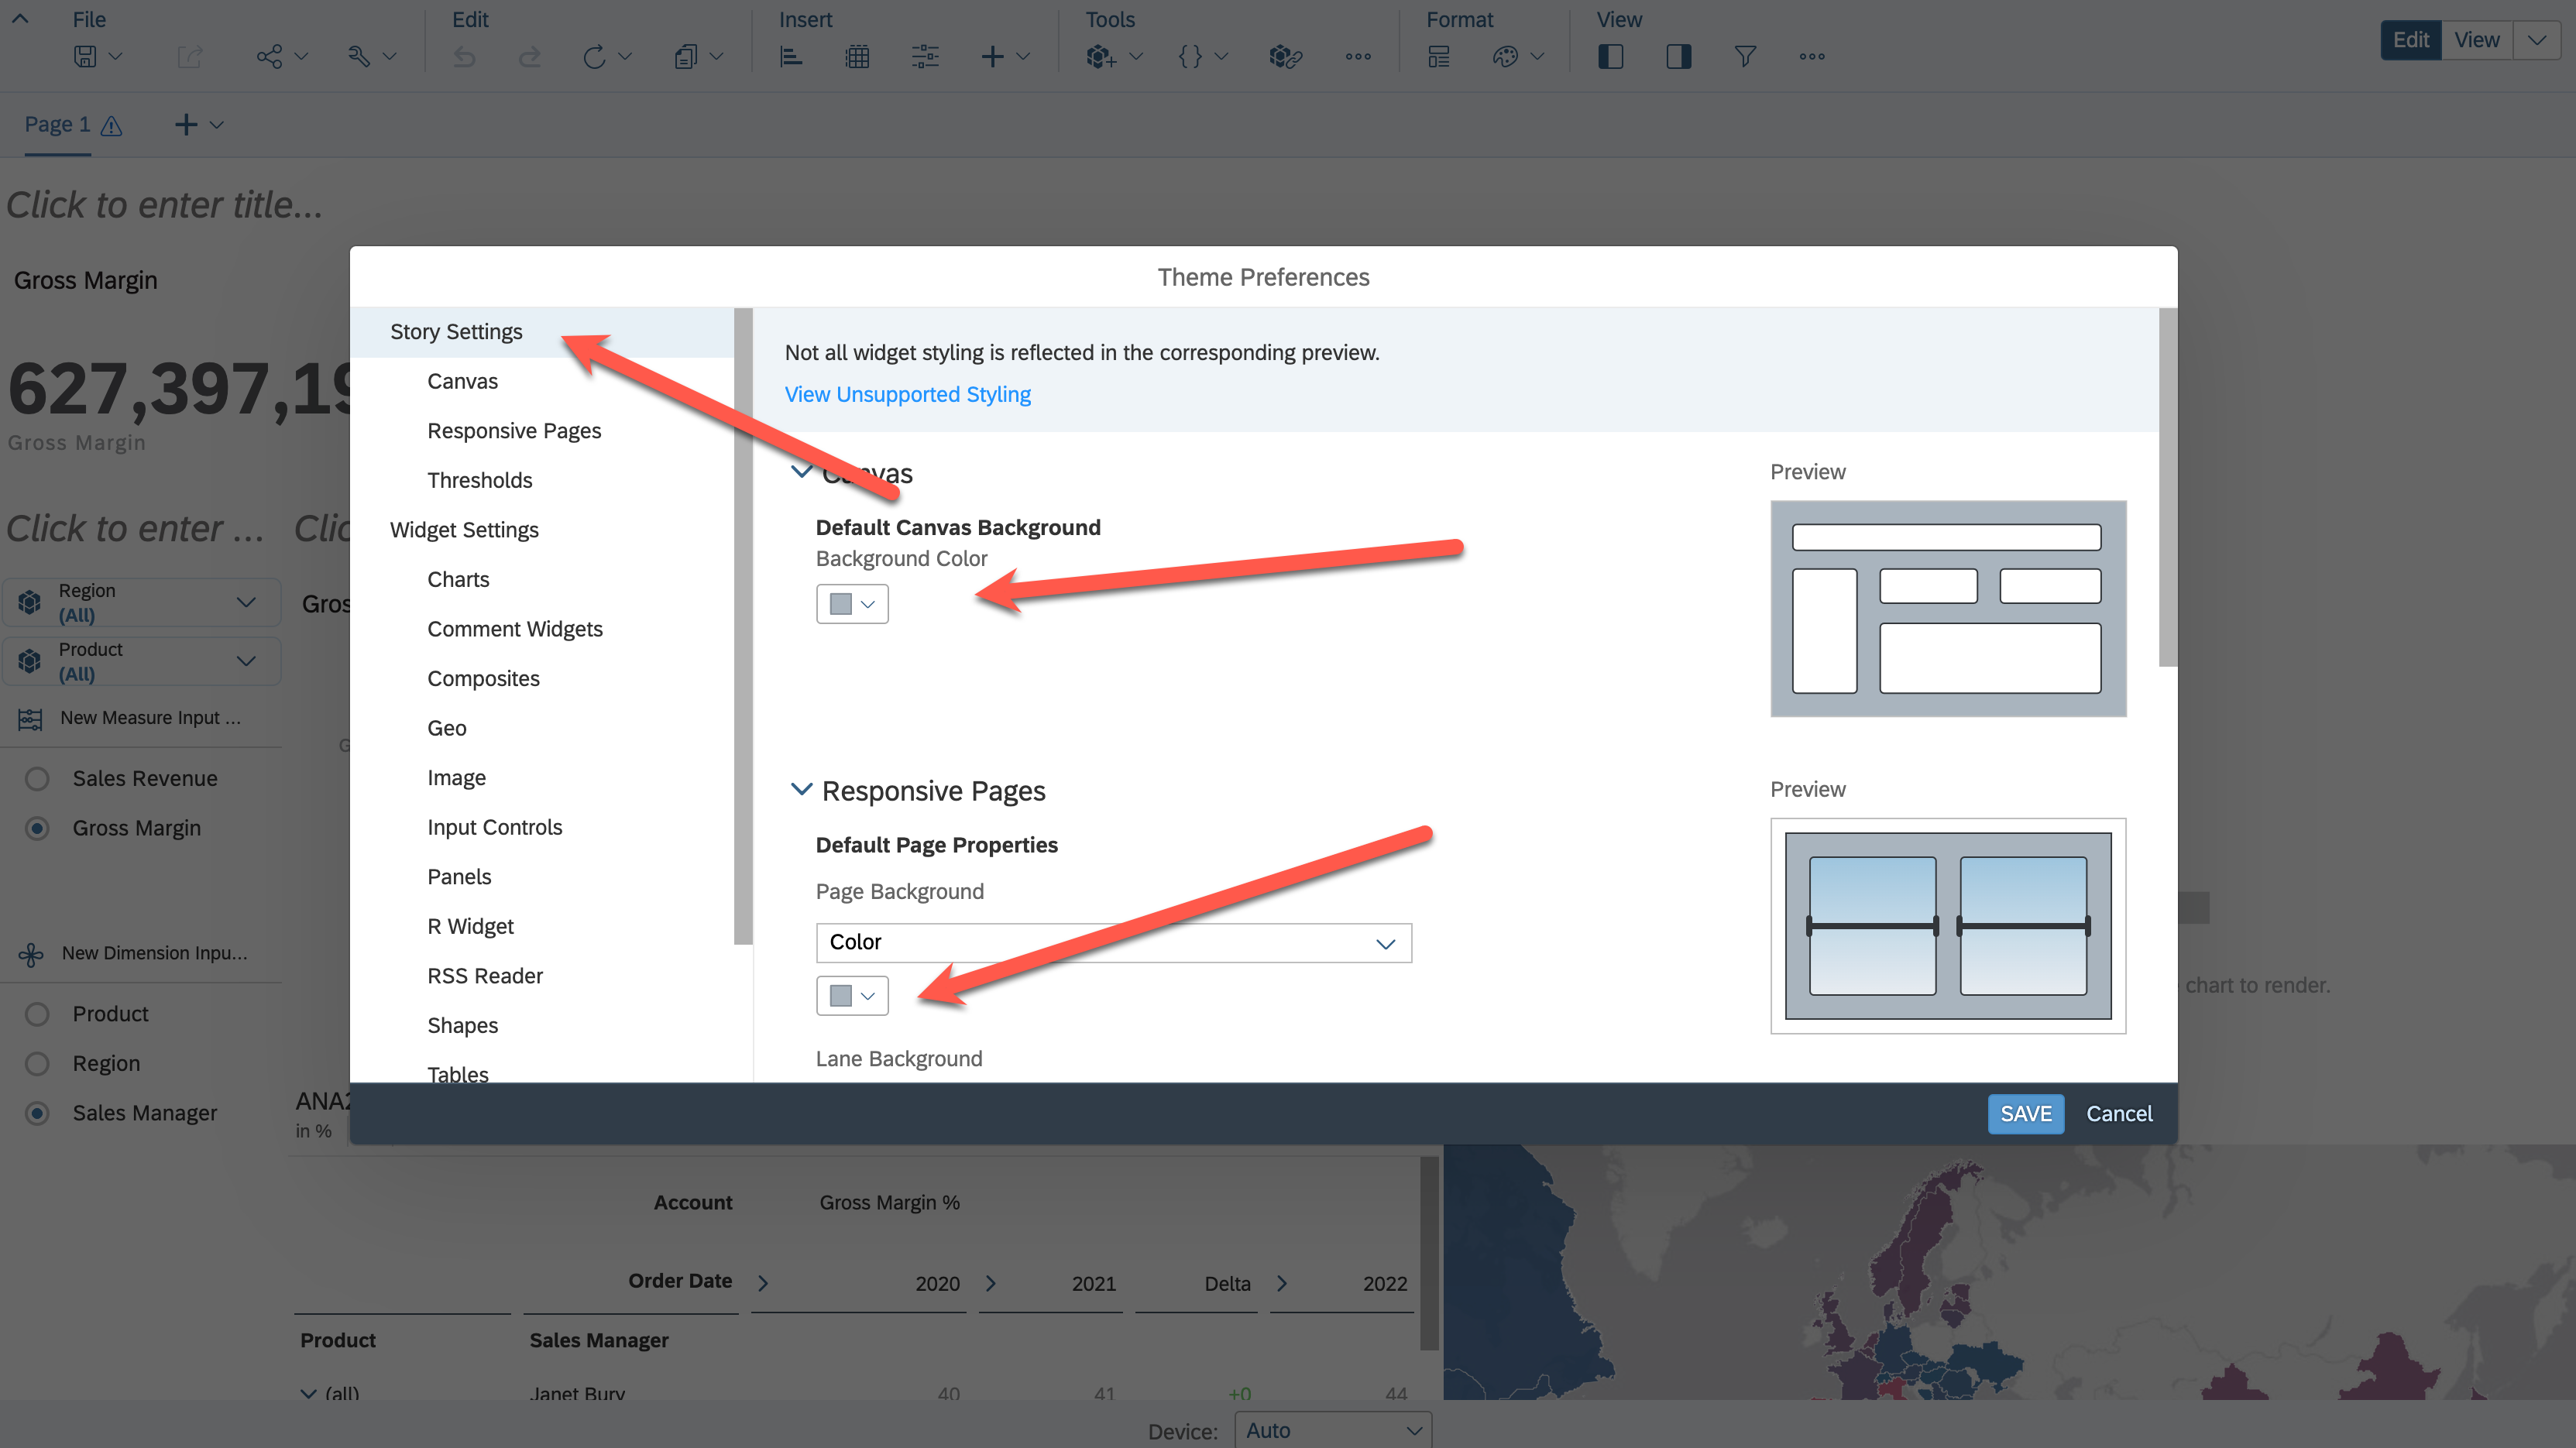 File
Edit
Insert
Tools
Format
View
Edit
View
Page 1
Click to enter title...
Gross Margin
627,397,19
Gross Margin
Click to enter ...
Clic
Region
(All)
Product
(All)
New Measure Input ...
Sales Revenue
Gross Margin
New Dimension Inpu...
Product
Region
Sales Manager
Gros
G
Theme Preferences
Story Settings
Canvas
Responsive Pages
Thresholds
Widget Settings
Charts
Comment Widgets
Composites
Geo
Image
Input Controls
Panels
R Widget
RSS Reader
Shapes
Tables
Not all widget styling is reflected in the corresponding preview.
View Unsupported Styling
Canvas
Preview
Default Canvas Background
Background Color
Responsive Pages
Preview
Default Page Properties
Page Background
Color
Lane Background
SAVE
Cancel
chart to render.
ANA2
in %
Account
Gross Margin %
Order Date
2020
2021
Delta
2022
Product
Sales Manager
(all)
Janet Bury
40
41
+0
44
Device:
Auto